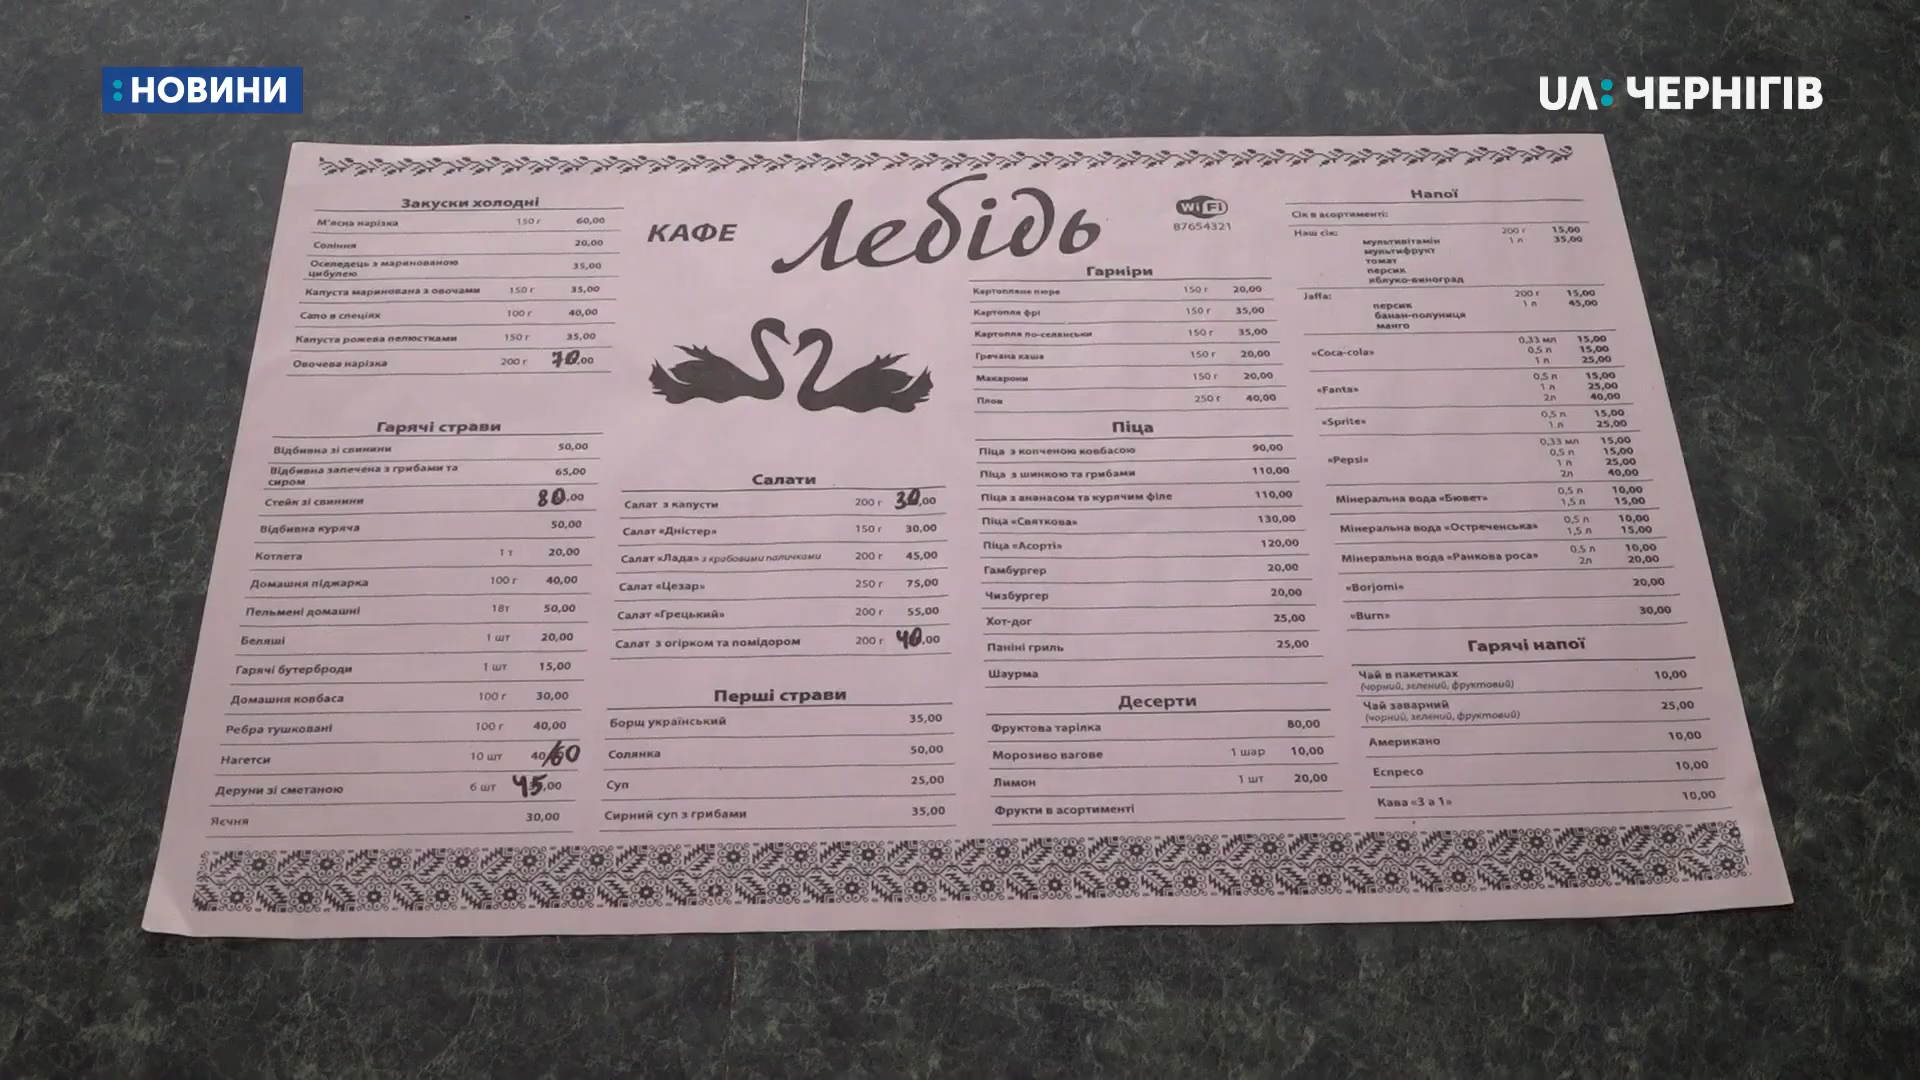 :НОВИНИ
UA: ЧЕРНІГІВ
КАФЕ Лебідь
WiFi
87654321
Закуски холодні
М'ясна нарізка 150 г 60,00
Соління 20,00
Оселедець з маринованою
цибулею 35,00
Капуста маринована з овочами 150 г 35,00
Сало в спеціях 100 г 40,00
Капуста рожева пелюстками 150 г 35,00
Овочева нарізка 200 г 70,00
Гарячі страви
Відбивна зі свинини 50,00
Відбивна запечена з грибами та
сиром 65,00
Стейк зі свинини 80,00
Відбивна куряча 50,00
Котлета 1 т 20,00
Домашня піджарка 100 г 40,00
Пельмені домашні 18т 50,00
Беляші 1 шт 20,00
Гарячі бутерброди 1 шт 15,00
Домашня ковбаса 100 г 30,00
Ребра тушковані 100 г 40,00
Нагетси 10 шт 40/60
Деруни зі сметаною 6 шт 45,00
Яєчня 30,00
Салати
Салат з капусти 200 г 30,00
Салат «Дністер» 150 г 30,00
Салат «Лада» з крабовими паличками 200 г 45,00
Салат «Цезар» 250 г 75,00
Салат «Грецький» 200 г 55,00
Салат з огірком та помідором 200 г 40,00
Перші страви
Борщ український 35,00
Солянка 50,00
Суп 25,00
Сирний суп з грибами 35,00
Гарніри
Картопляне пюре 150 г 20,00
Картопля фрі 150 г 35,00
Картопля по-селянськи 150 г 35,00
Гречана каша 150 г 20,00
Макарони 150 г 20,00
Плов 250 г 40,00
Піца
Піца з копченою ковбасою 90,00
Піца з шинкою та грибами 110,00
Піца з ананасом та курячим філе 110,00
Піца «Святкова» 130,00
Піца «Асорті» 120,00
Гамбургер 20,00
Чизбургер 20,00
Хот-дог 25,00
Паніні гриль 25,00
Шаурма
Десерти
Фруктова тарілка 80,00
Морозиво вагове 1 шар 10,00
Лимон 1 шт 20,00
Фрукти в асортименті
Напої
Сік в асортименті:
Наш сік: 200 г 15,00
мультивітамін 1 л 35,00
мультифрукт
томат
персик
яблуко-виноград
Jaffa: 200 г 15,00
персик 1 л 45,00
банан-полуниця
манго
«Coca-cola» 0,33 мл 15,00
0,5 л 15,00
1 л 25,00
«Fanta» 0,5 л 15,00
1 л 25,00
2л 40,00
«Sprite» 0,5 л 15,00
1 л 25,00
«Pepsi» 0,33 мл 15,00
0,5 л 15,00
1 л 25,00
2л 40,00
Мінеральна вода «Бювет» 0,5 л 10,00
1,5 л 15,00
Мінеральна вода «Остреченська» 0,5 л 10,00
1,5 л 15,00
Мінеральна вода «Ранкова роса» 0,5 л 10,00
2л 20,00
«Borjomi» 20,00
«Burn» 30,00
Гарячі напої
Чай в пакетиках 10,00
(чорний, зелений, фруктовий)
Чай заварний 25,00
(чорний, зелений, фруктовий)
Американо 10,00
Еспресо 10,00
Кава «3 в 1» 10,00